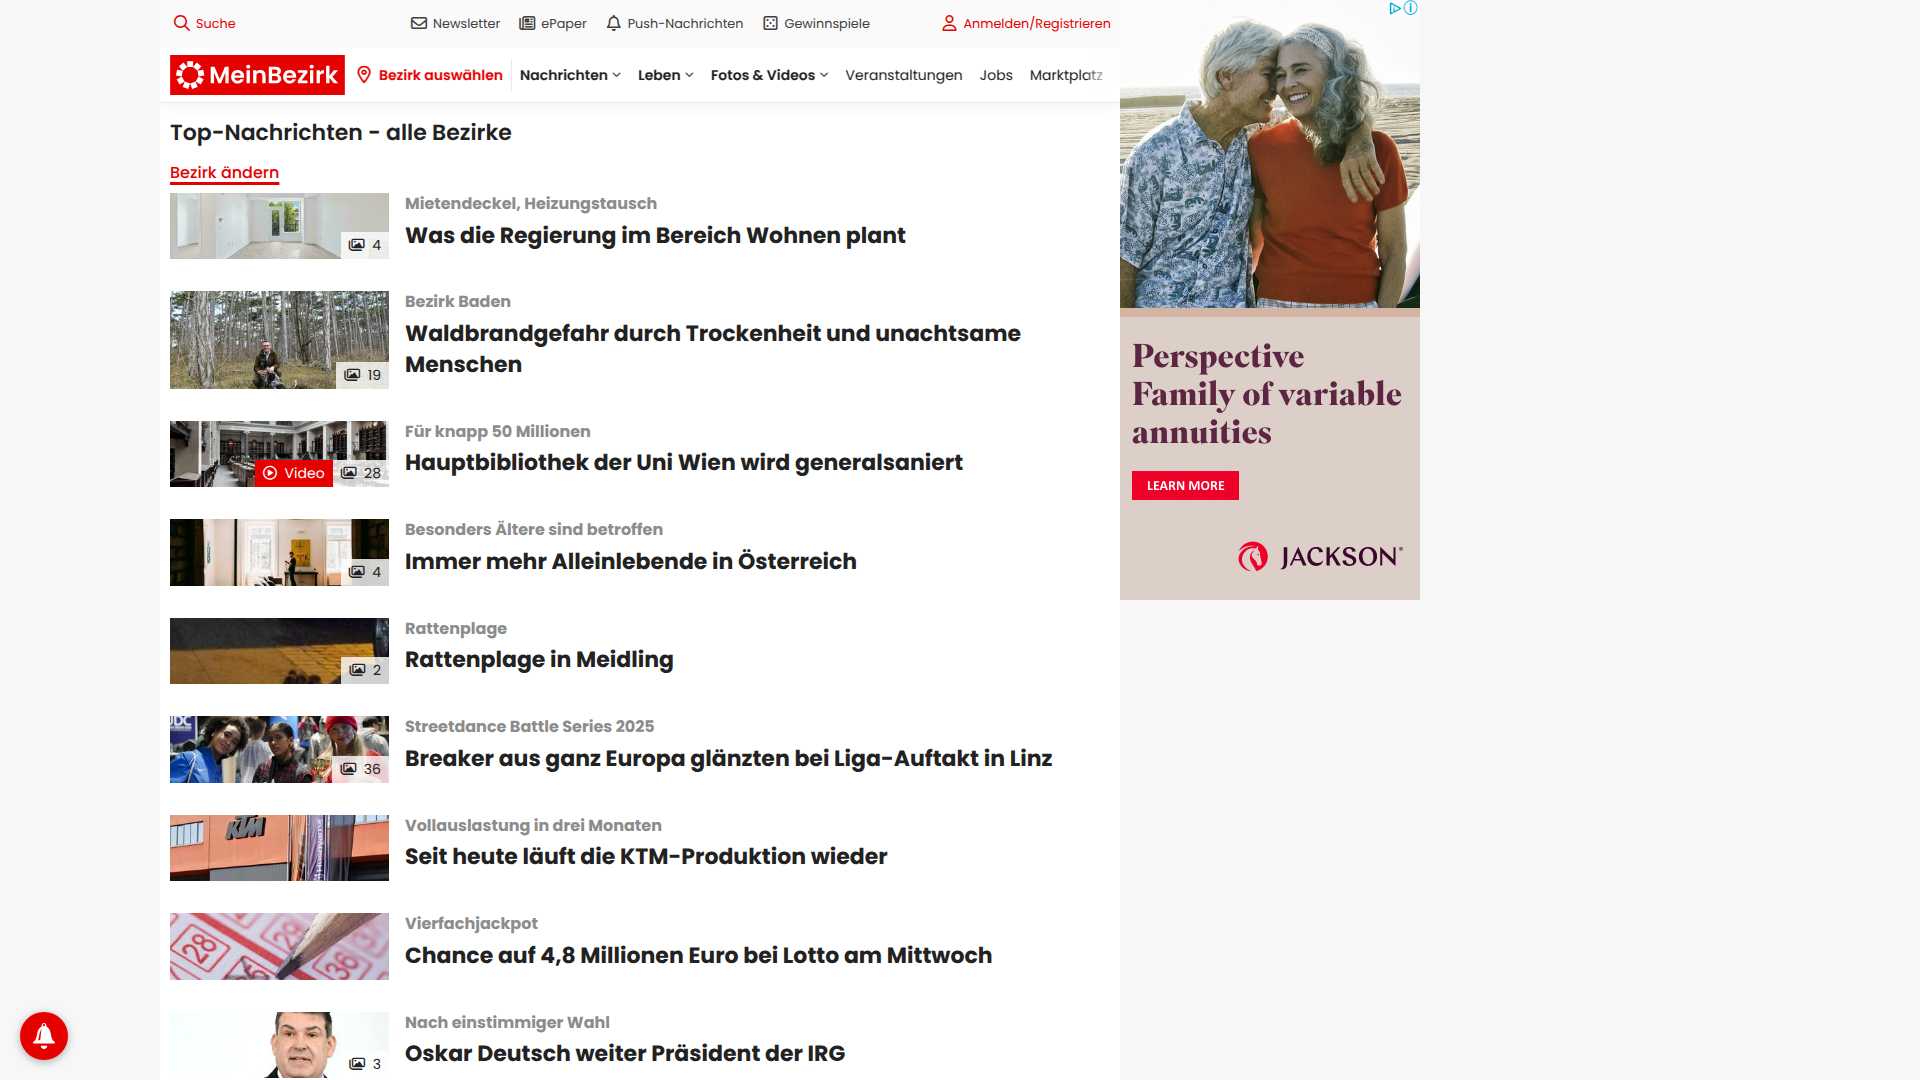 Suche
Newsletter
ePaper
Push-Nachrichten
Gewinnspiele
Anmelden/Registrieren
MeinBezirk
Bezirk auswählen
Nachrichten
Leben
Fotos & Videos
Veranstaltungen
Jobs
Marktplatz
Top-Nachrichten - alle Bezirke
Bezirk ändern
4
Mietendeckel, Heizungstausch
Was die Regierung im Bereich Wohnen plant
19
Bezirk Baden
Waldbrandgefahr durch Trockenheit und unachtsame
Menschen
Video
28
Für knapp 50 Millionen
Hauptbibliothek der Uni Wien wird generalsaniert
4
Besonders Ältere sind betroffen
Immer mehr Alleinlebende in Österreich
2
Rattenplage
Rattenplage in Meidling
36
Streetdance Battle Series 2025
Breaker aus ganz Europa glänzten bei Liga-Auftakt in Linz
KTM
Vollauslastung in drei Monaten
Seit heute läuft die KTM-Produktion wieder
28
29
36
Vierfachjackpot
Chance auf 4,8 Millionen Euro bei Lotto am Mittwoch
3
Nach einstimmiger Wahl
Oskar Deutsch weiter Präsident der IRG
Perspective
Family of variable
annuities
LEARN MORE
JACKSON®